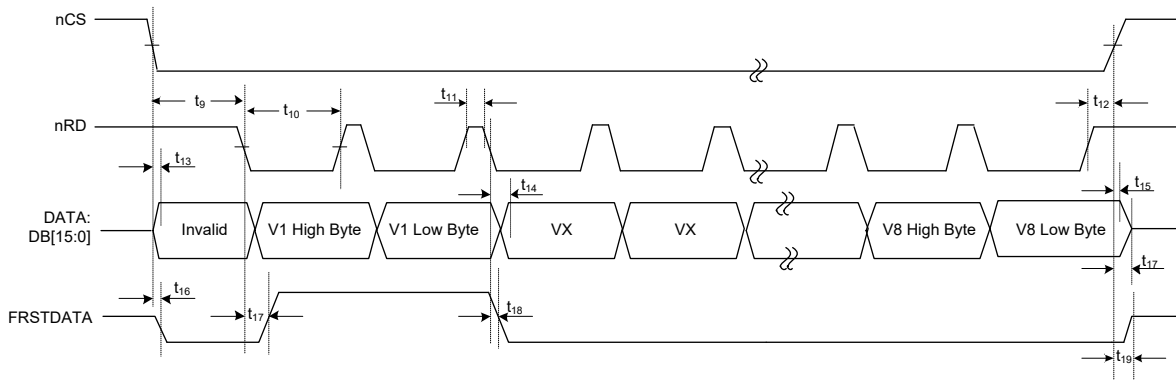 nCS
t9
t10
t11
t12
nRD
t13
t14
t15
DATA:
DB[15:0]
Invalid
V1 High Byte
V1 Low Byte
VX
VX
V8 High Byte
V8 Low Byte
t17
t16
FRSTDATA
t17
t18
t19